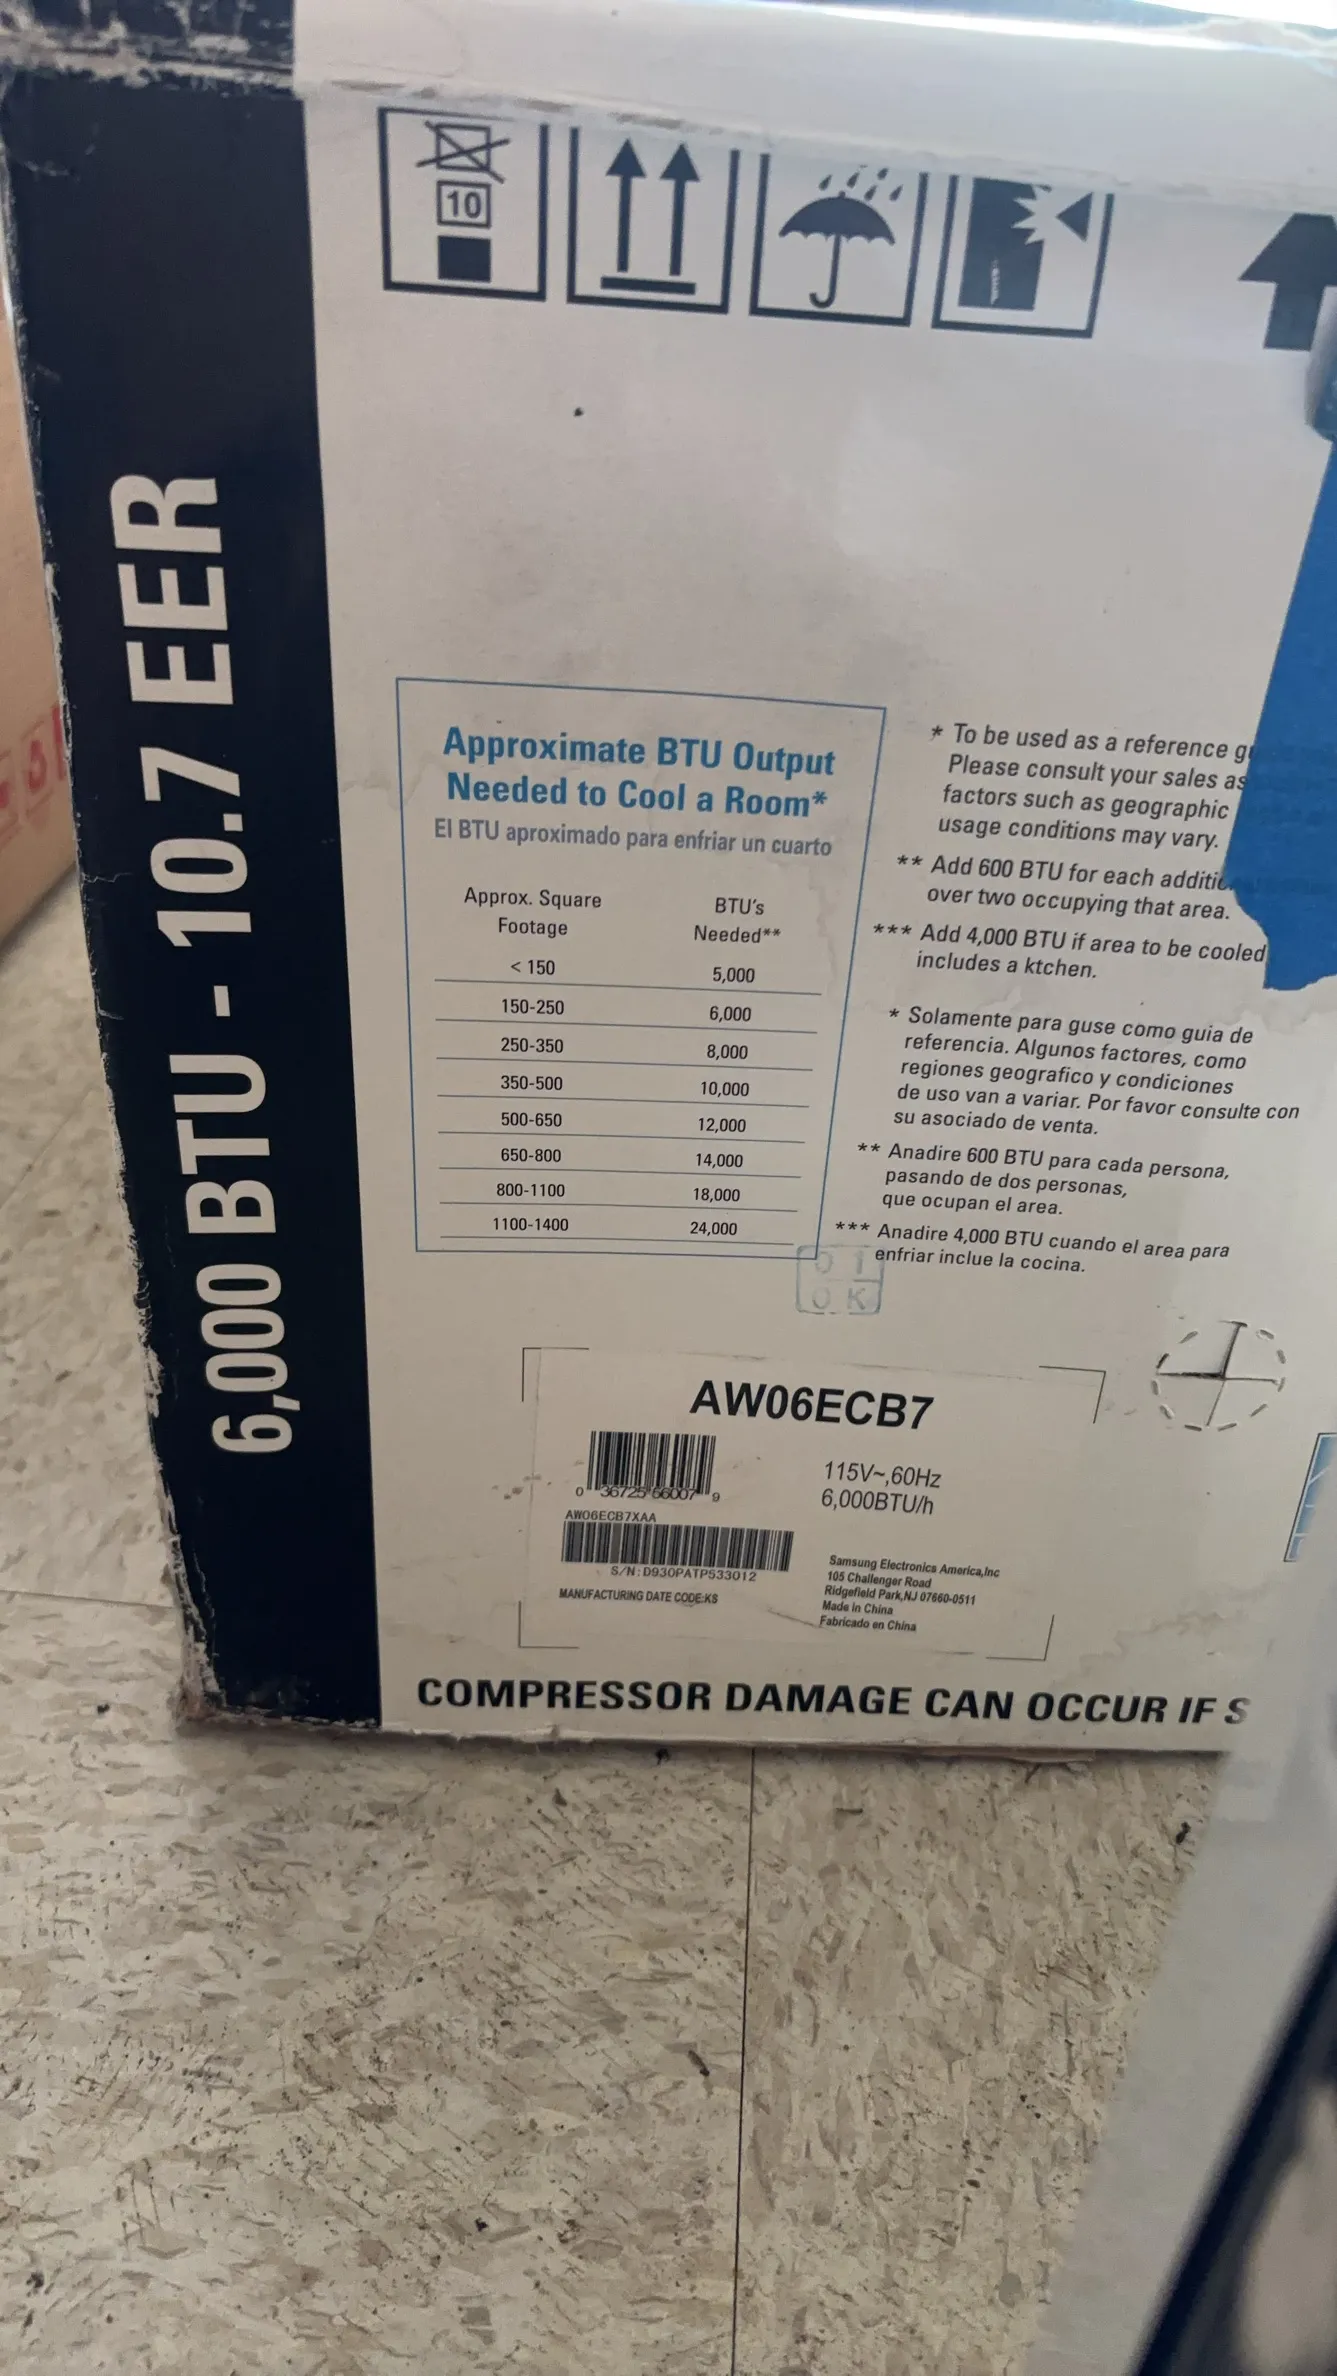 10
6,000 BTU - 10.7 EER
Approximate BTU Output
Needed to Cool a Room*
El BTU aproximado para enfriar un cuarto
Approx. Square Footage BTU's Needed**
< 150 5,000
150-250 6,000
250-350 8,000
350-500 10,000
500-650 12,000
650-800 14,000
800-1100 18,000
1100-1400 24,000
* To be used as a reference
Please consult your sales
factors such as geographic
usage conditions may vary.
** Add 600 BTU for each
over two occupying that area.
*** Add 4,000 BTU if area to be cooled
includes a ktchen.
* Solamente para guse como guia de
referencia. Algunos factores, como
regiones geografico y condiciones
de uso van a variar. Por favor consulte con
su asociado de venta.
** Anadire 600 BTU para cada persona,
pasando de dos personas,
que ocupan el area.
*** Anadire 4,000 BTU cuando el area para
enfriar inclue la cocina.
OK
AW06ECB7
0 36725 56007 9
115V~,60Hz
6,000BTU/h
AW06ECB7XAA
S/N:D930PATP533012
MANUFACTURING DATE CODE:KS
Samsung Electronics America,Inc
105 Challenger Road
Ridgefield Park,NJ 07660-0511
Made in China
Fabricado en China
COMPRESSOR DAMAGE CAN OCCUR IF